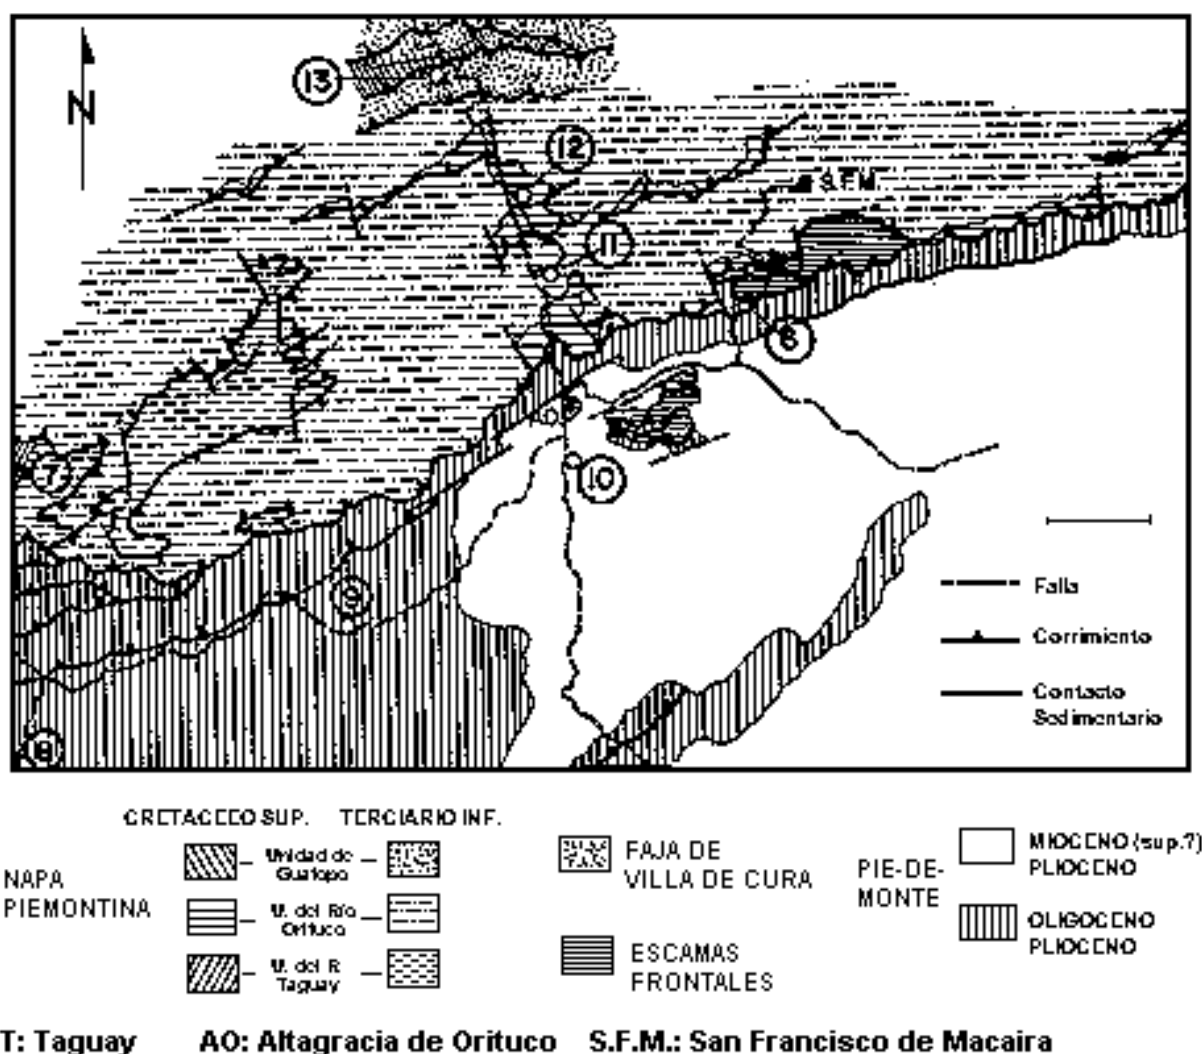 N
13
12
S.F.M
11
7
6
10
9
8
Falla
Corrimiento
Contacto
Sedimentario
CRETACEO SUP. TERCIARIO INF.
NAPA
PIEMONTINA
Unidad de
Guatopo
U. del Río
Orituco
U. del R
Taguay
FAJA DE
VILLA DE CURA
ESCAMAS
FRONTALES
PIE-DE-
MONTE
MIOCENO (sup.?)
PLIOCENO
OLIGOCENO
PLIOCENO
T: Taguay AO: Altagracia de Orituco S.F.M.: San Francisco de Macaira